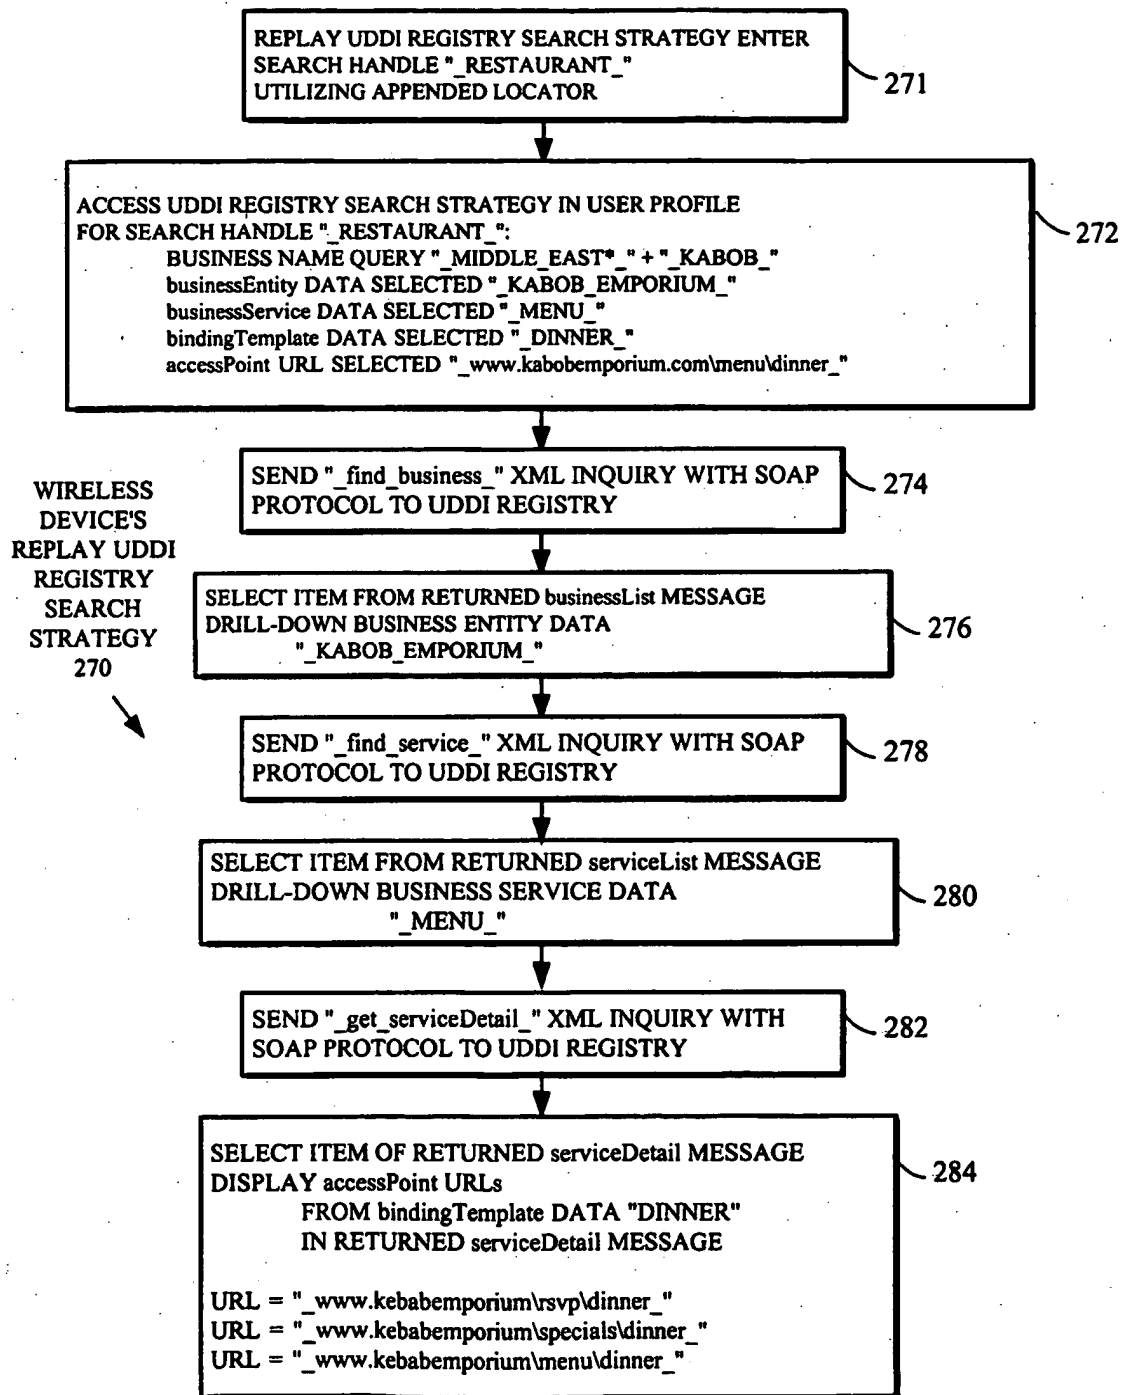 REPLAY UDDI REGISTRY SEARCH STRATEGY ENTER
SEARCH HANDLE "_RESTAURANT_"
UTILIZING APPENDED LOCATOR
271
ACCESS UDDI REGISTRY SEARCH STRATEGY IN USER PROFILE
FOR SEARCH HANDLE "_RESTAURANT_":
BUSINESS NAME QUERY "_MIDDLE_EAST*_" + "_KABOB_"
businessEntity DATA SELECTED "_KABOB_EMPORIUM_"
businessService DATA SELECTED "_MENU_"
bindingTemplate DATA SELECTED "_DINNER_"
accessPoint URL SELECTED "_www.kabobemporium.com\menu\dinner_"
272
SEND "_find_business_" XML INQUIRY WITH SOAP
PROTOCOL TO UDDI REGISTRY
274
WIRELESS
DEVICE'S
REPLAY UDDI
REGISTRY
SEARCH
STRATEGY
270
SELECT ITEM FROM RETURNED businessList MESSAGE
DRILL-DOWN BUSINESS ENTITY DATA
"_KABOB_EMPORIUM_"
276
SEND "_find_service_" XML INQUIRY WITH SOAP
PROTOCOL TO UDDI REGISTRY
278
SELECT ITEM FROM RETURNED serviceList MESSAGE
DRILL-DOWN BUSINESS SERVICE DATA
"_MENU_"
280
SEND "_get_serviceDetail_" XML INQUIRY WITH
SOAP PROTOCOL TO UDDI REGISTRY
282
SELECT ITEM OF RETURNED serviceDetail MESSAGE
DISPLAY accessPoint URLs
FROM bindingTemplate DATA "DINNER"
IN RETURNED serviceDetail MESSAGE
URL = "_www.kebabemporium\rsvp\dinner_"
URL = "_www.kebabemporium\specials\dinner_"
URL = "_www.kebabemporium\menu\dinner_"
284